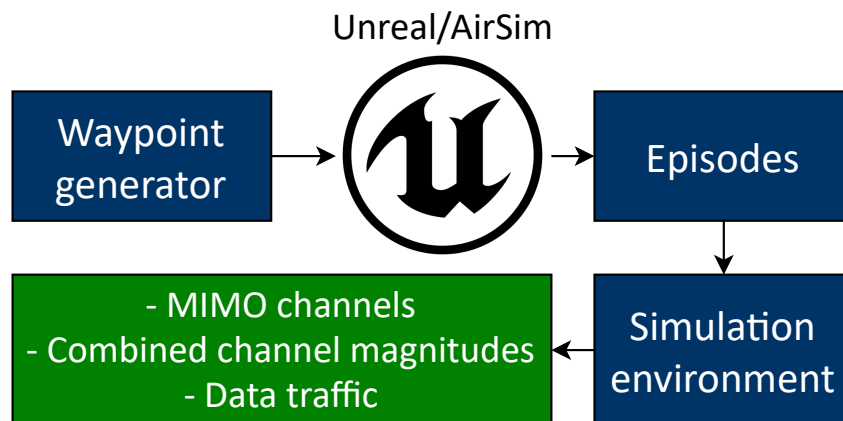 Unreal/AirSim
Waypoint
generator
Episodes
- MIMO channels
- Combined channel magnitudes
- Data traffic
Simulation
environment